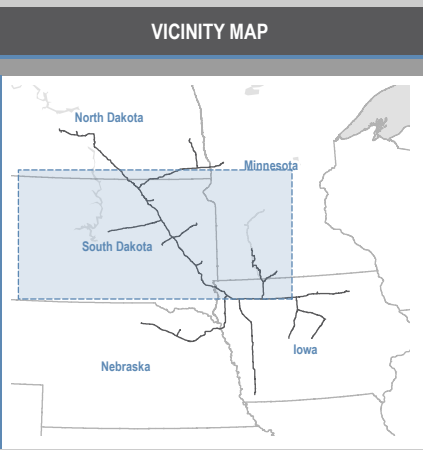 VICINITY MAP
North Dakota
Minnesota
South Dakota
Iowa
Nebraska